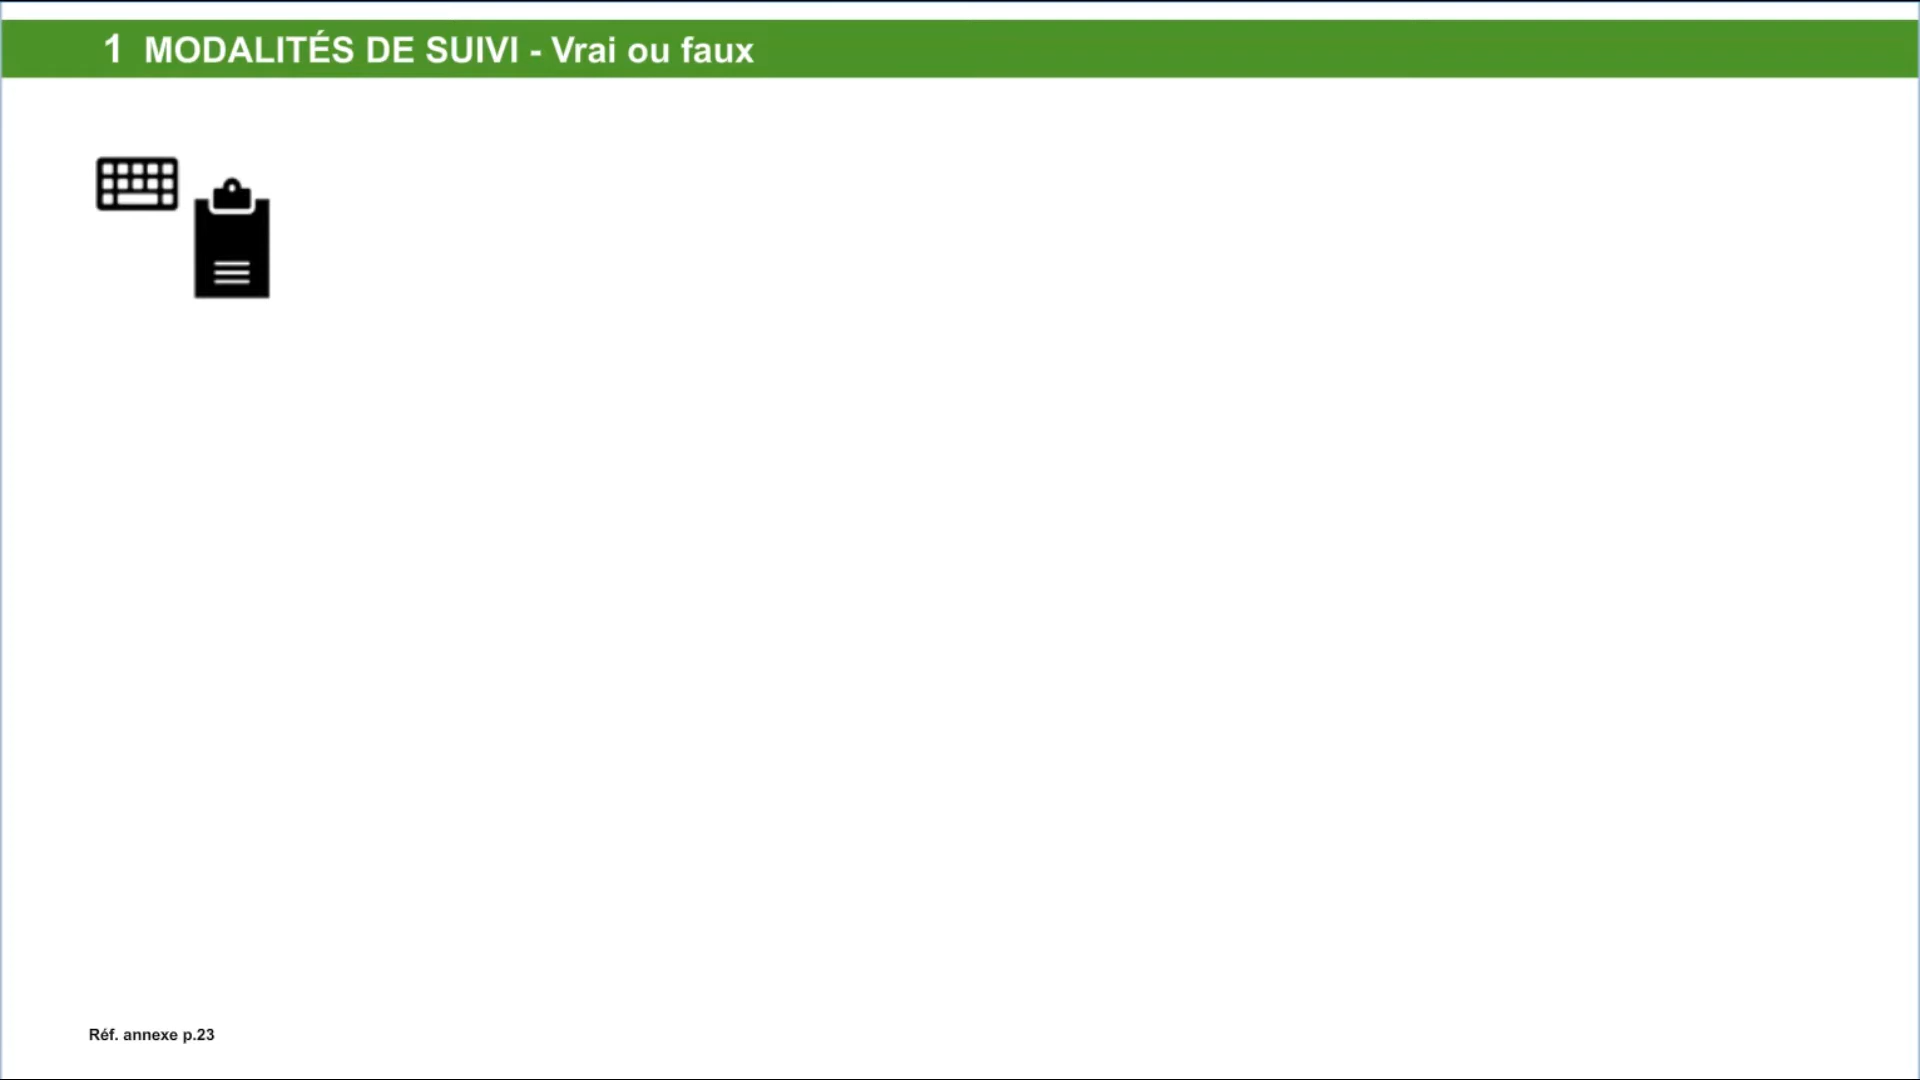 1 MODALITÉS DE SUIVI - Vrai ou faux
Réf. annexe p.23